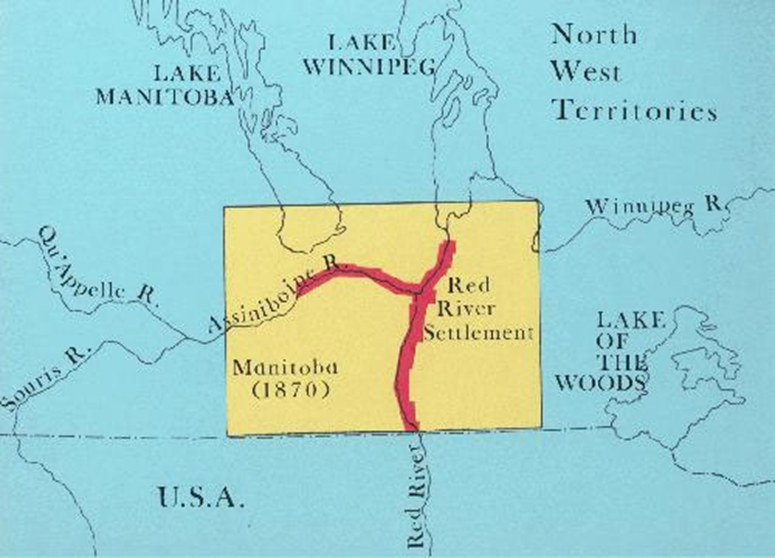 North
West
Territories
LAKE
WINNIPEG
LAKE
MANITOBA
Winnipeg R.
Qu'Appelle R.
Assiniboine R.
Red
River
Settlement
LAKE
OF
THE
WOODS
Souris R.
Manitoba
(1870)
U.S.A.
Red River